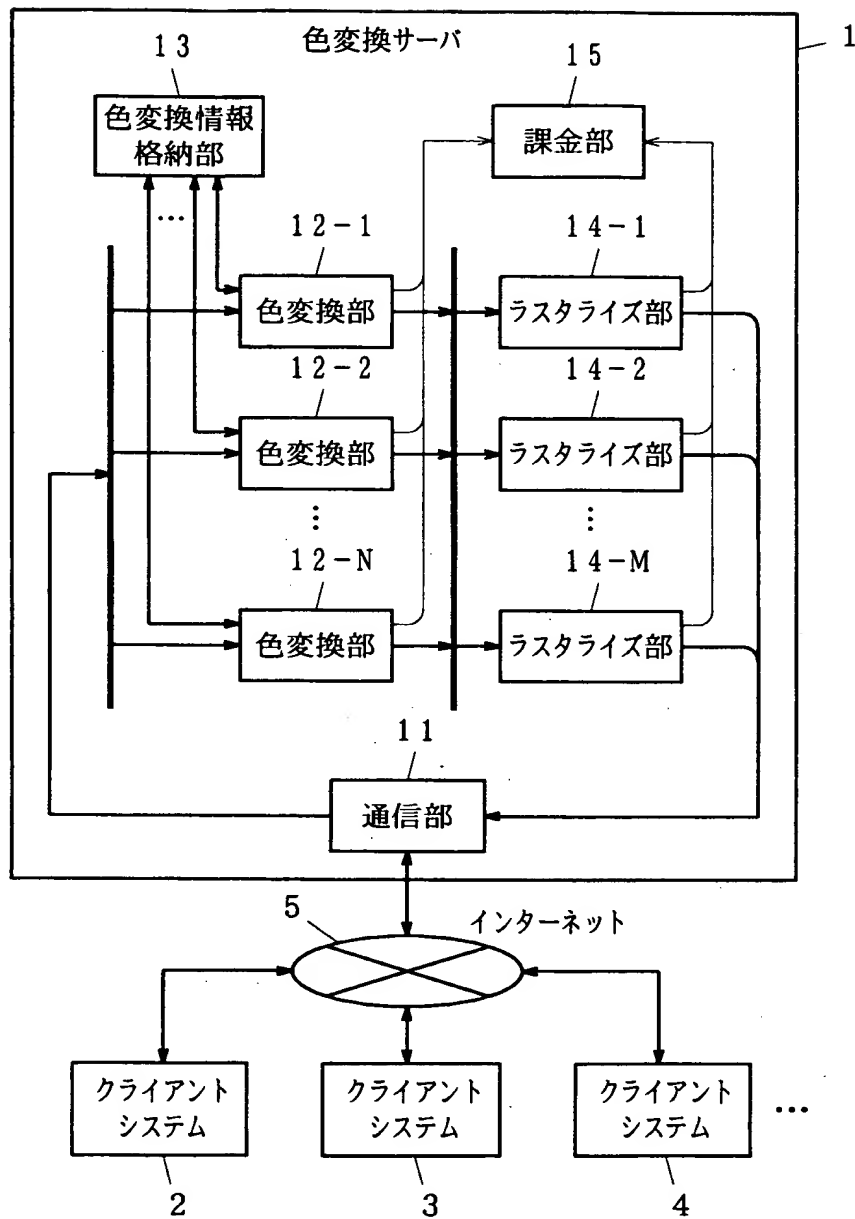 色変換サーバ
1
13
15
色変換情報
格納部
課金部
…
12-1
14-1
色変換部
ラスタライズ部
12-2
14-2
色変換部
ラスタライズ部
…
…
12-N
14-M
色変換部
ラスタライズ部
11
通信部
5
インターネット
クライアント
システム
クライアント
システム
クライアント
システム
…
2
3
4